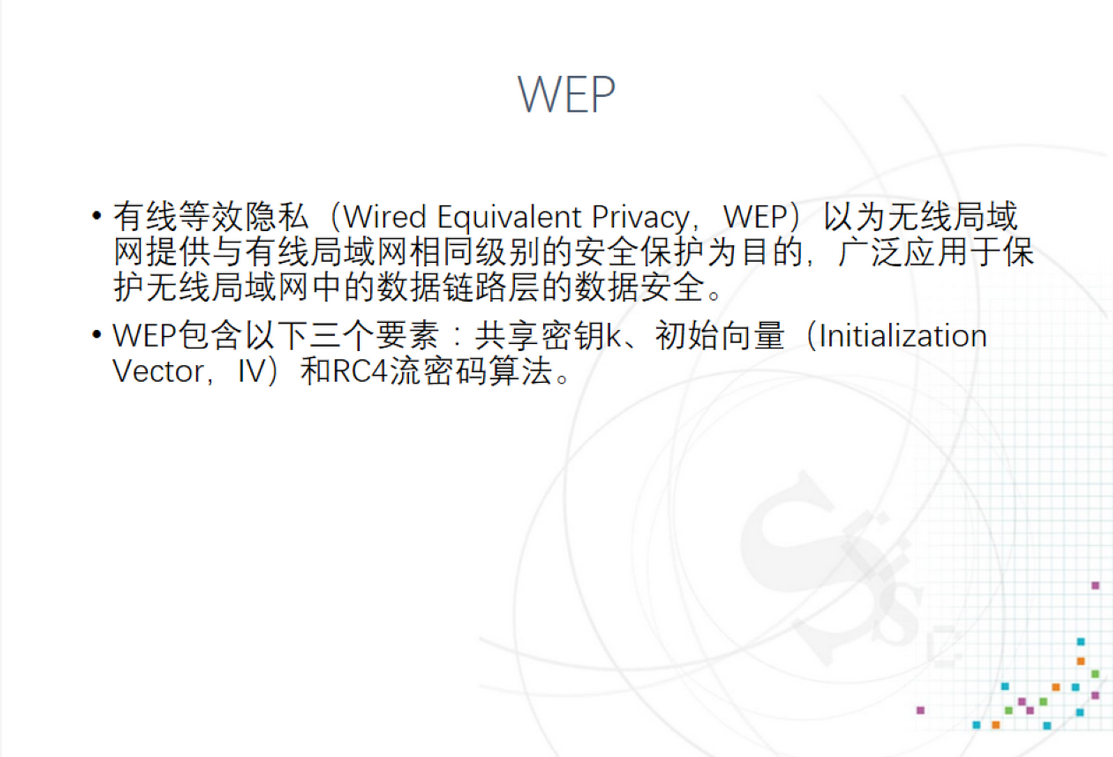 WEP
• 有线等效隐私（Wired Equivalent Privacy，WEP）以为无线局域
网提供与有线局域网相同级别的安全保护为目的，广泛应用于保
护无线局域网中的数据链路层的数据安全。
• WEP包含以下三个要素：共享密钥k、初始向量（Initialization
Vector，IV）和RC4流密码算法。
Ssc